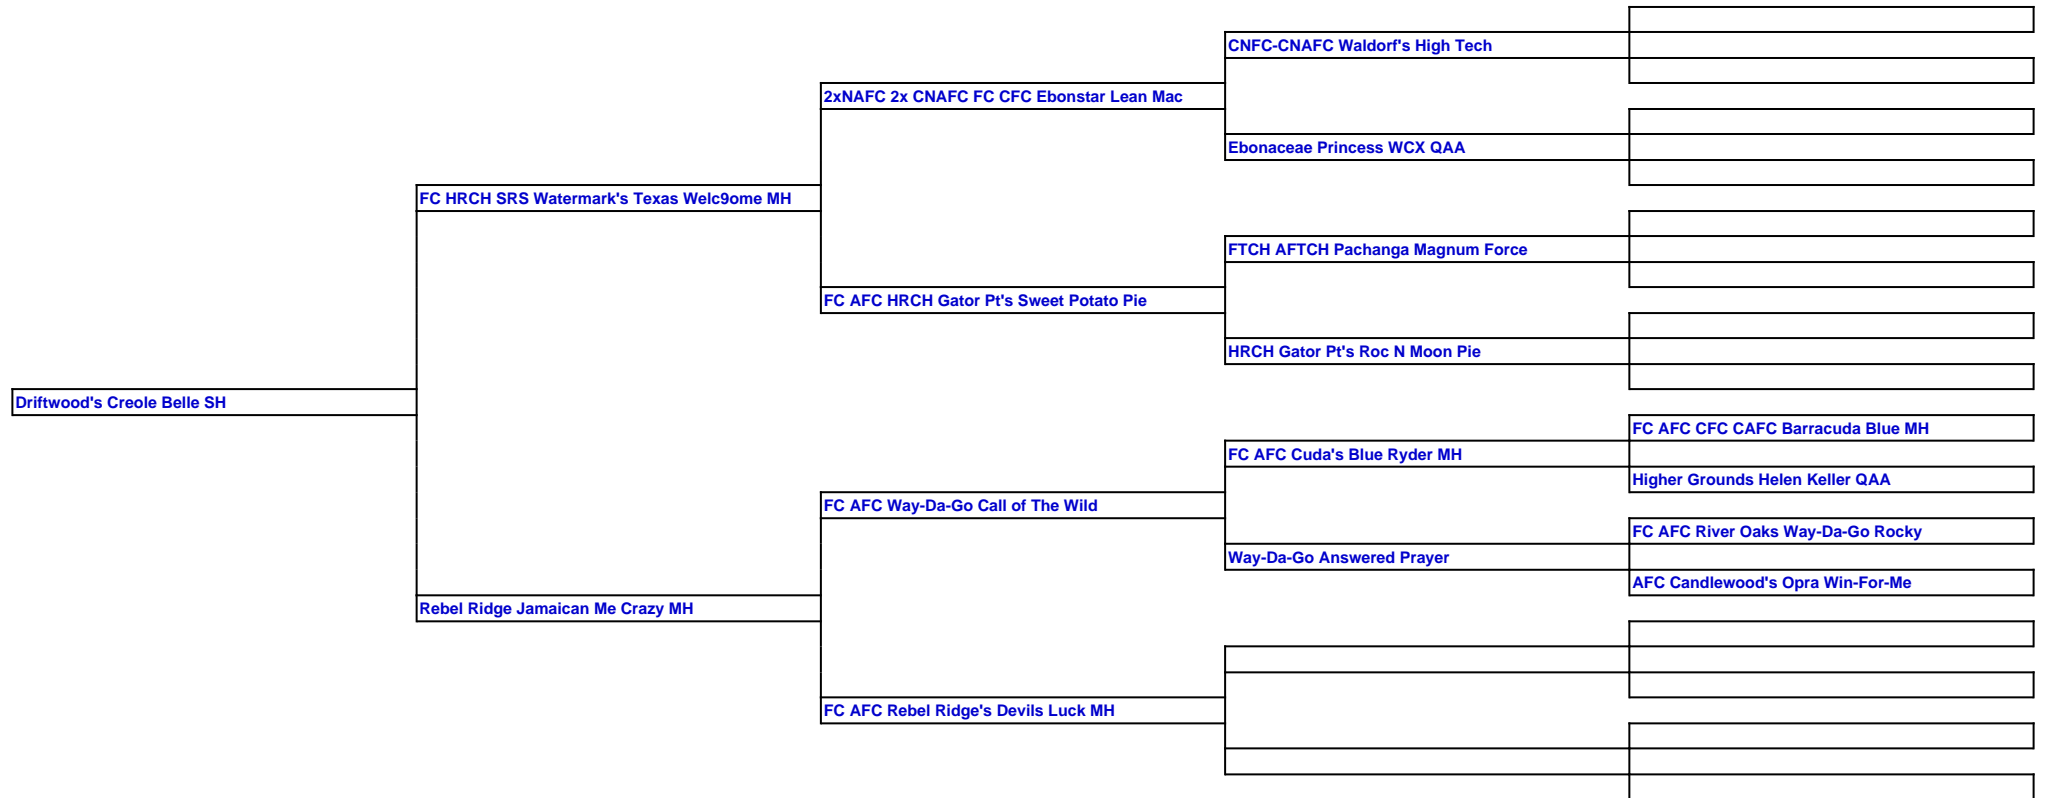 CNFC-CNAFC Waldorf's High Tech
2xNAFC 2x CNAFC FC CFC Ebonstar Lean Mac
Ebonaceae Princess WCX QAA
FC HRCH SRS Watermark's Texas Welc9ome MH
FTCH AFTCH Pachanga Magnum Force
FC AFC HRCH Gator Pt's Sweet Potato Pie
HRCH Gator Pt's Roc N Moon Pie
Driftwood's Creole Belle SH
FC AFC CFC CAFC Barracuda Blue MH
FC AFC Cuda's Blue Ryder MH
Higher Grounds Helen Keller QAA
FC AFC Way-Da-Go Call of The Wild
FC AFC River Oaks Way-Da-Go Rocky
Way-Da-Go Answered Prayer
AFC Candlewood's Opra Win-For-Me
Rebel Ridge Jamaican Me Crazy MH
FC AFC Rebel Ridge's Devils Luck MH